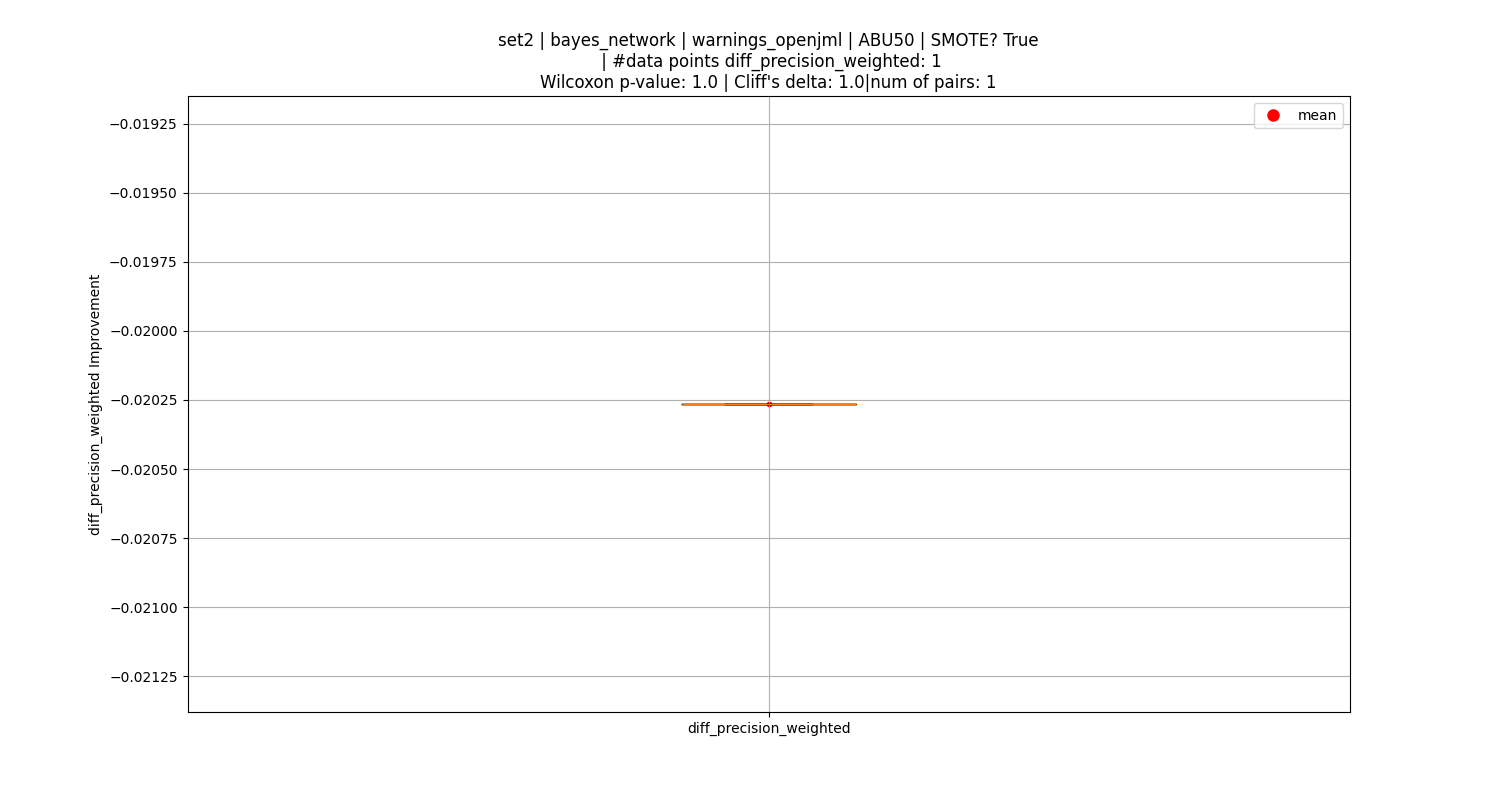 set2 | bayes_network | warnings_openjml | ABU50 | SMOTE? True
| #data points diff_precision_weighted: 1
Wilcoxon p-value: 1.0 | Cliff's delta: 1.0|num of pairs: 1
mean
−0.01925
−0.01950
−0.01975
−0.02000
−0.02025
−0.02050
−0.02075
−0.02100
−0.02125
diff_precision_weighted Improvement
diff_precision_weighted